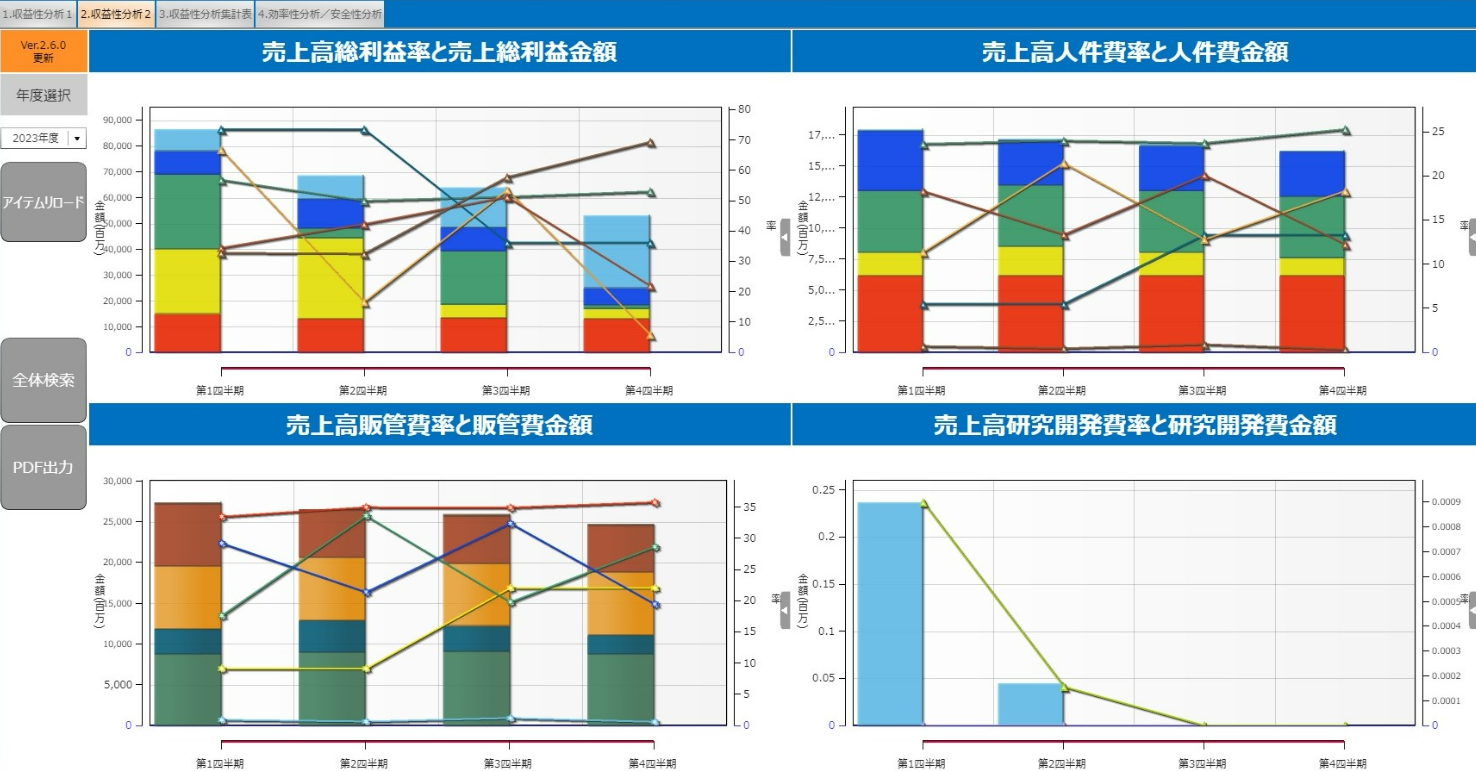 1.収益性分析1
2.収益性分析2
3.収益性分析集計表
4.効率性分析／安全性分析
Ver.2.6.0
更新
年度選択
2023年度
アイテムリロード
全体検索
PDF出力
売上高総利益率と売上総利益金額
90,000
80,000
70,000
60,000
50,000
40,000
30,000
20,000
10,000
0
金額(百万)
80
70
60
50
40
30
20
10
0
率
第1四半期
第2四半期
第3四半期
第4四半期
売上高人件費率と人件費金額
17,...
15,...
12,...
10,...
7,5...
5,0...
2,5...
0
金額(百万)
25
20
15
10
5
0
率
第1四半期
第2四半期
第3四半期
第4四半期
売上高販管費率と販管費金額
30,000
25,000
20,000
15,000
10,000
5,000
0
金額(百万)
35
30
25
20
15
10
5
0
率
第1四半期
第2四半期
第3四半期
第4四半期
売上高研究開発費率と研究開発費金額
0.25
0.2
0.15
0.1
0.05
0
金額(百万)
0.0009
0.0008
0.0007
0.0006
0.0005
0.0004
0.0003
0.0002
0.0001
0
率
第1四半期
第2四半期
第3四半期
第4四半期